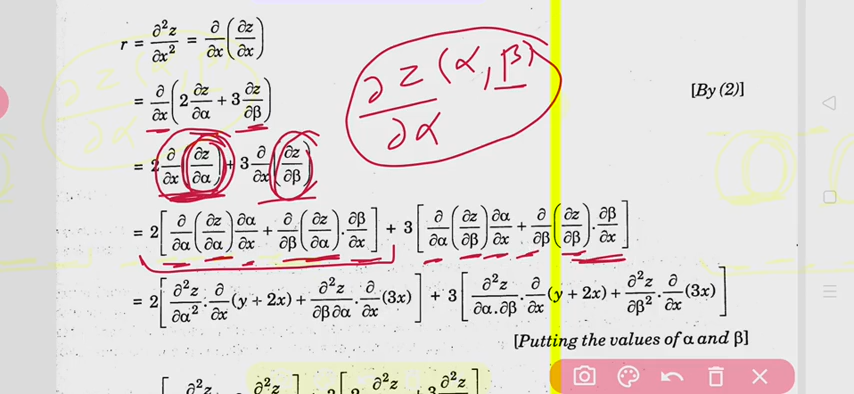 r = ∂²z/∂x² = ∂/∂x (∂z/∂x)
∂z/∂α (α, β)
= ∂/∂x (2 ∂z/∂α + 3 ∂z/∂β) [By (2)]
= 2 ∂/∂x (∂z/∂α) + 3 ∂/∂x (∂z/∂β)
= 2[∂/∂α (∂z/∂α) ∂α/∂x + ∂/∂β (∂z/∂α) . ∂β/∂x] + 3[∂/∂α (∂z/∂β) ∂α/∂x + ∂/∂β (∂z/∂β) . ∂β/∂x]
= 2[∂²z/∂α² . ∂/∂x (y + 2x) + ∂²z/∂β ∂α . ∂/∂x (3x)] + 3[∂²z/∂α.∂β . ∂/∂x (y + 2x) + ∂²z/∂β² . ∂/∂x (3x)]
[Putting the values of α and β]